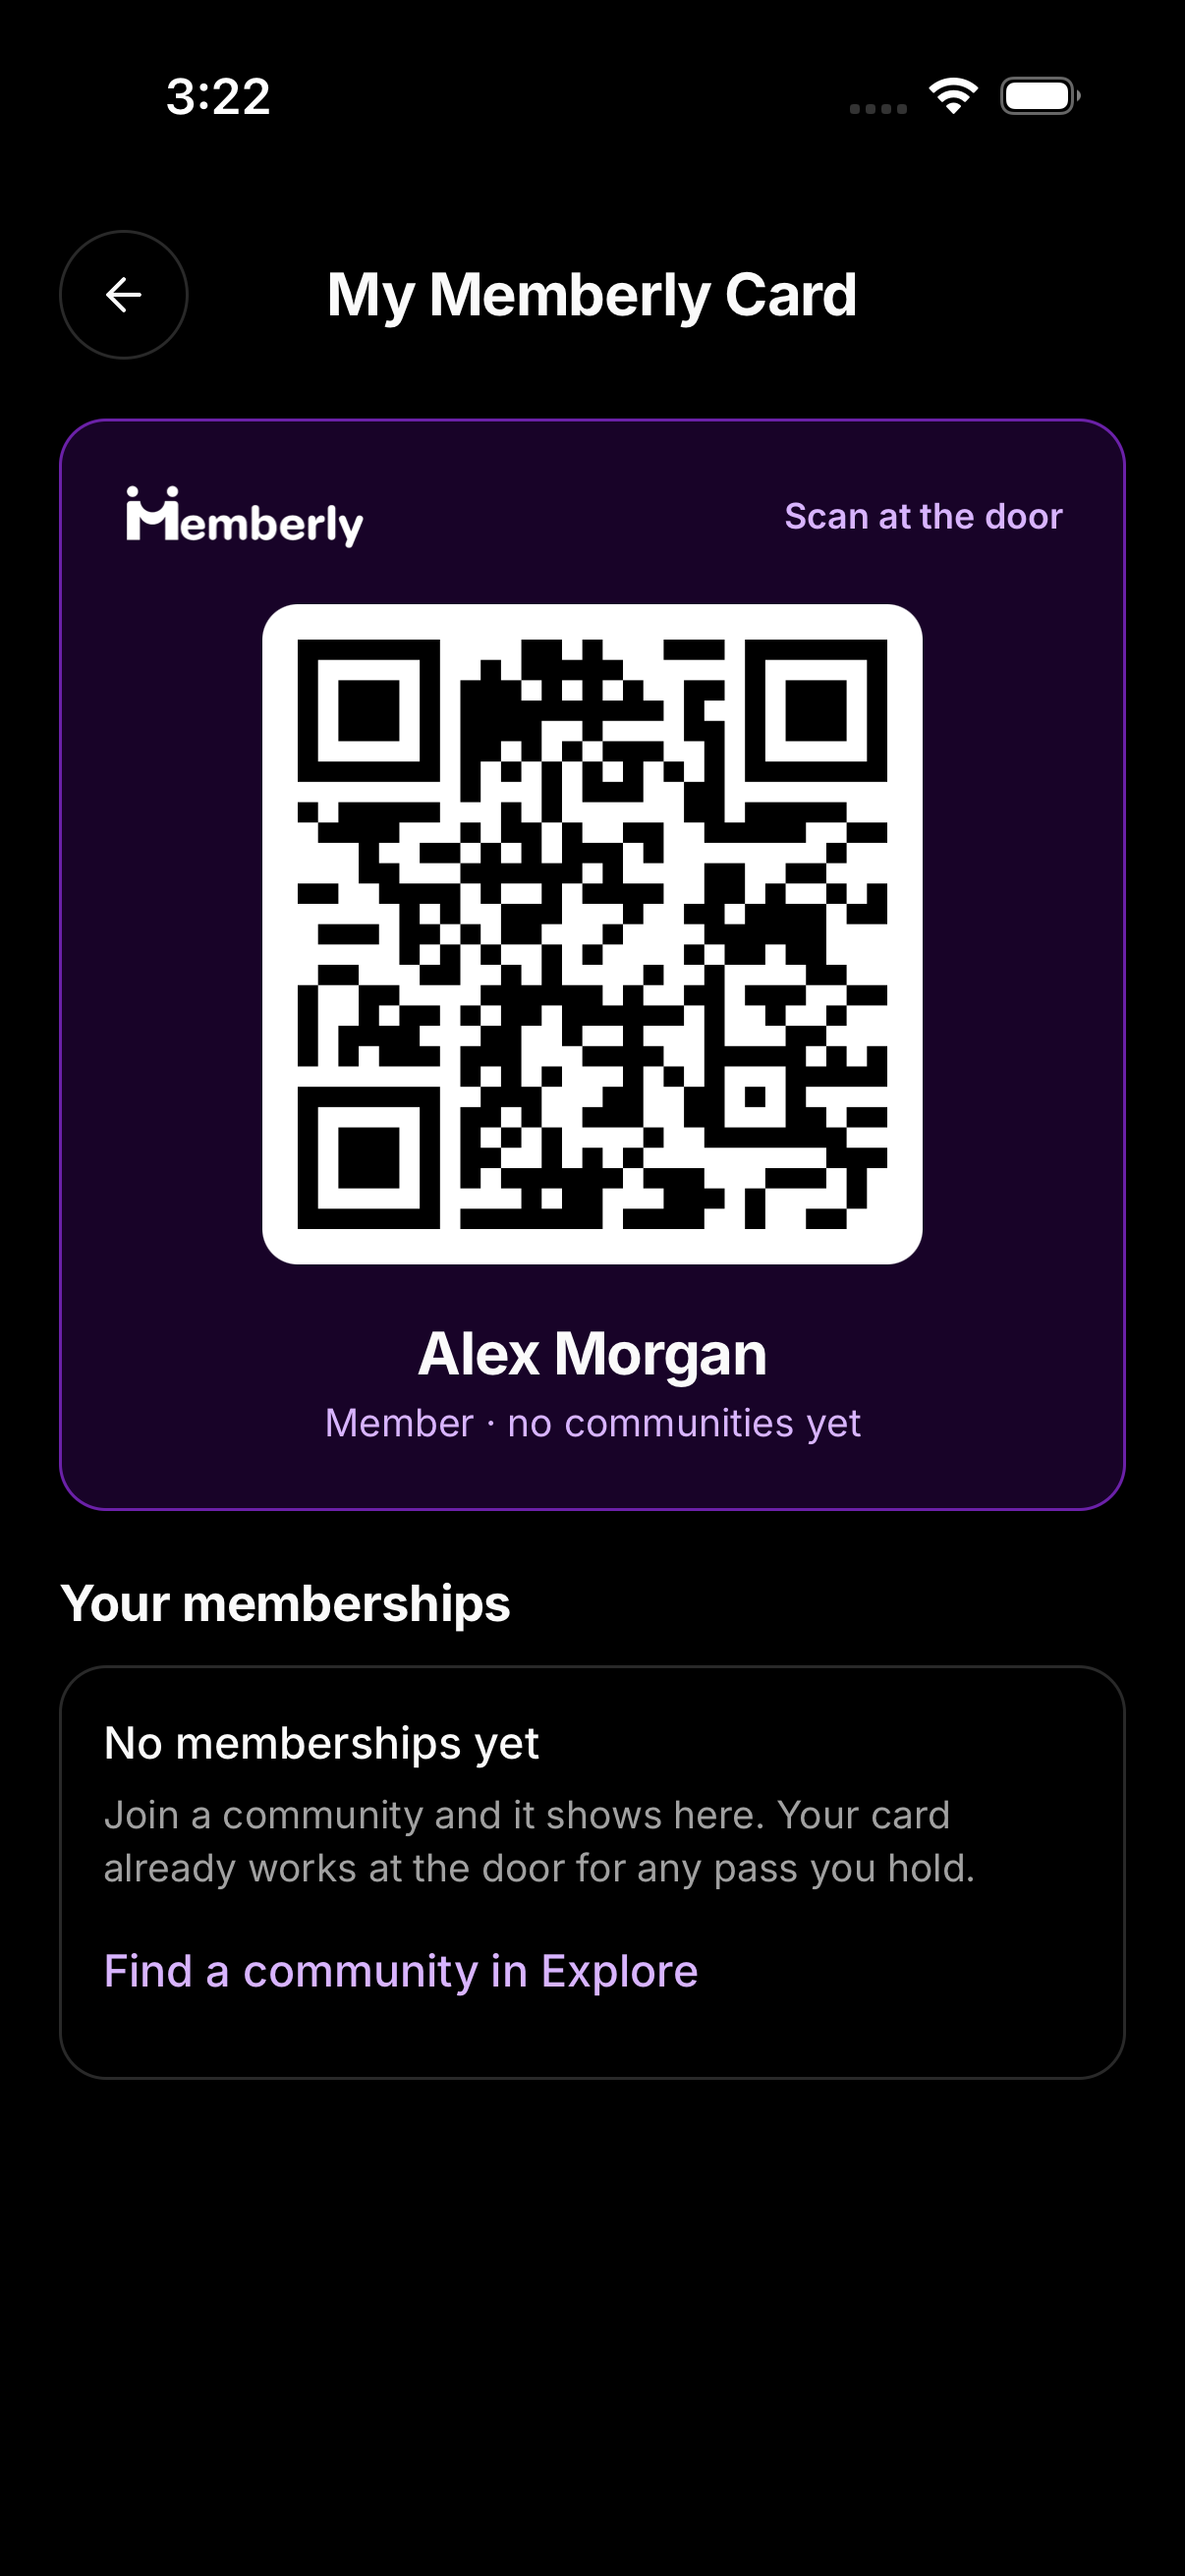 3:22
My Memberly Card
Memberly
Scan at the door
Alex Morgan
Member · no communities yet
Your memberships
No memberships yet
Join a community and it shows here. Your card
already works at the door for any pass you hold.
Find a community in Explore